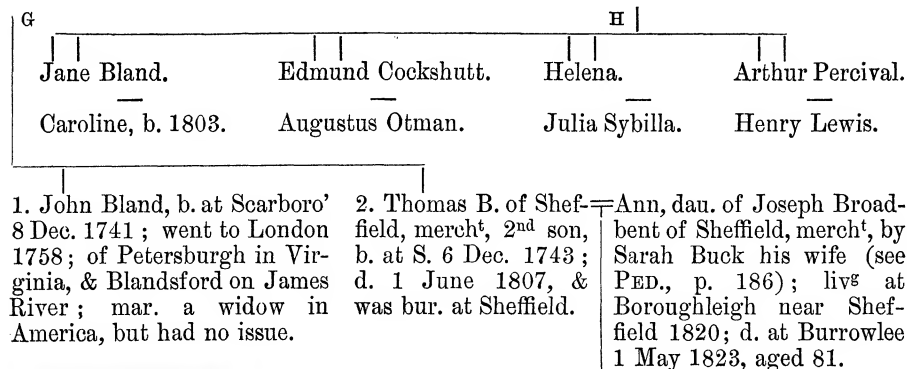 G H
Jane Bland. Edmund Cockshutt. Helena. Arthur Percival.
Caroline, b. 1803. Augustus Otman. Julia Sybilla. Henry Lewis.
1. John Bland, b. at Scarboro'
8 Dec. 1741 ; went to London
1758 ; of Petersburgh in Vir-
ginia, & Blandsford on James
River ; mar. a widow in
America, but had no issue.
2. Thomas B. of Shef-
field, mercht, 2nd son,
b. at S. 6 Dec. 1743 ;
d. 1 June 1807, &
was bur. at Sheffield.
Ann, dau. of Joseph Broad-
bent of Sheffield, mercht, by
Sarah Buck his wife (see
PED., p. 186) ; livg at
Boroughleigh near Shef-
field 1820; d. at Burrowlee
1 May 1823, aged 81.